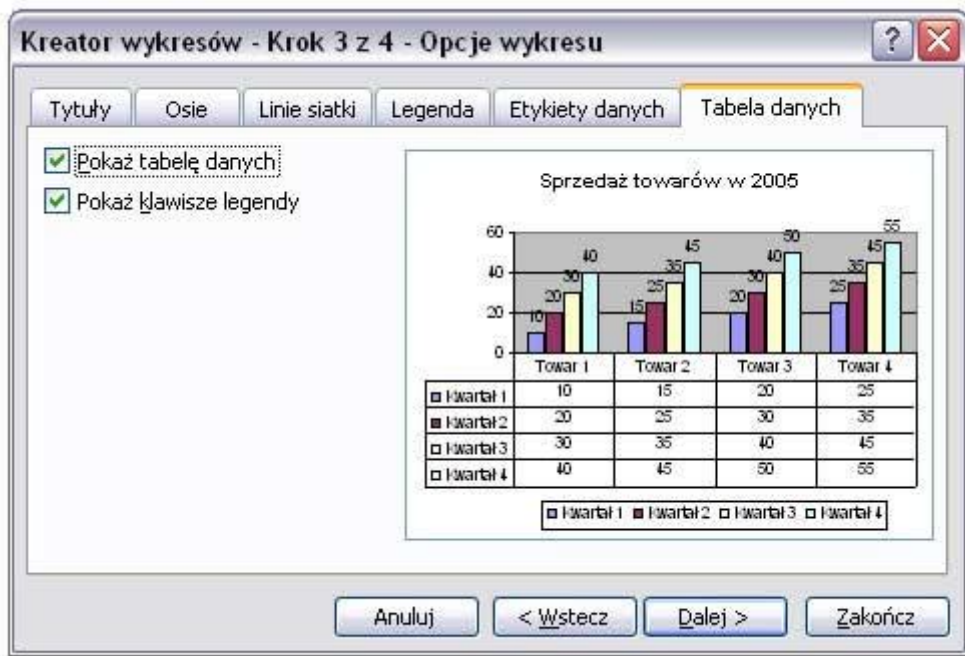 Kreator wykresów - Krok 3 z 4 - Opcje wykresu
Tytuły Osie Linie siatki Legenda Etykiety danych Tabela danych
Pokaż tabelę danych
Pokaż klawisze legendy
Sprzedaż towarów w 2005
60
40
20
0
10 20 30 40 15 25 35 45 20 30 40 50 25 35 45 55
Towar 1 Towar 2 Towar 3 Towar 4
kwartał 1 10 15 20 25
kwartał 2 20 25 30 35
kwartał 3 30 35 40 45
kwartał 4 40 45 50 55
kwartał 1 kwartał 2 kwartał 3 kwartał 4
Anuluj < Wstecz Dalej > Zakończ